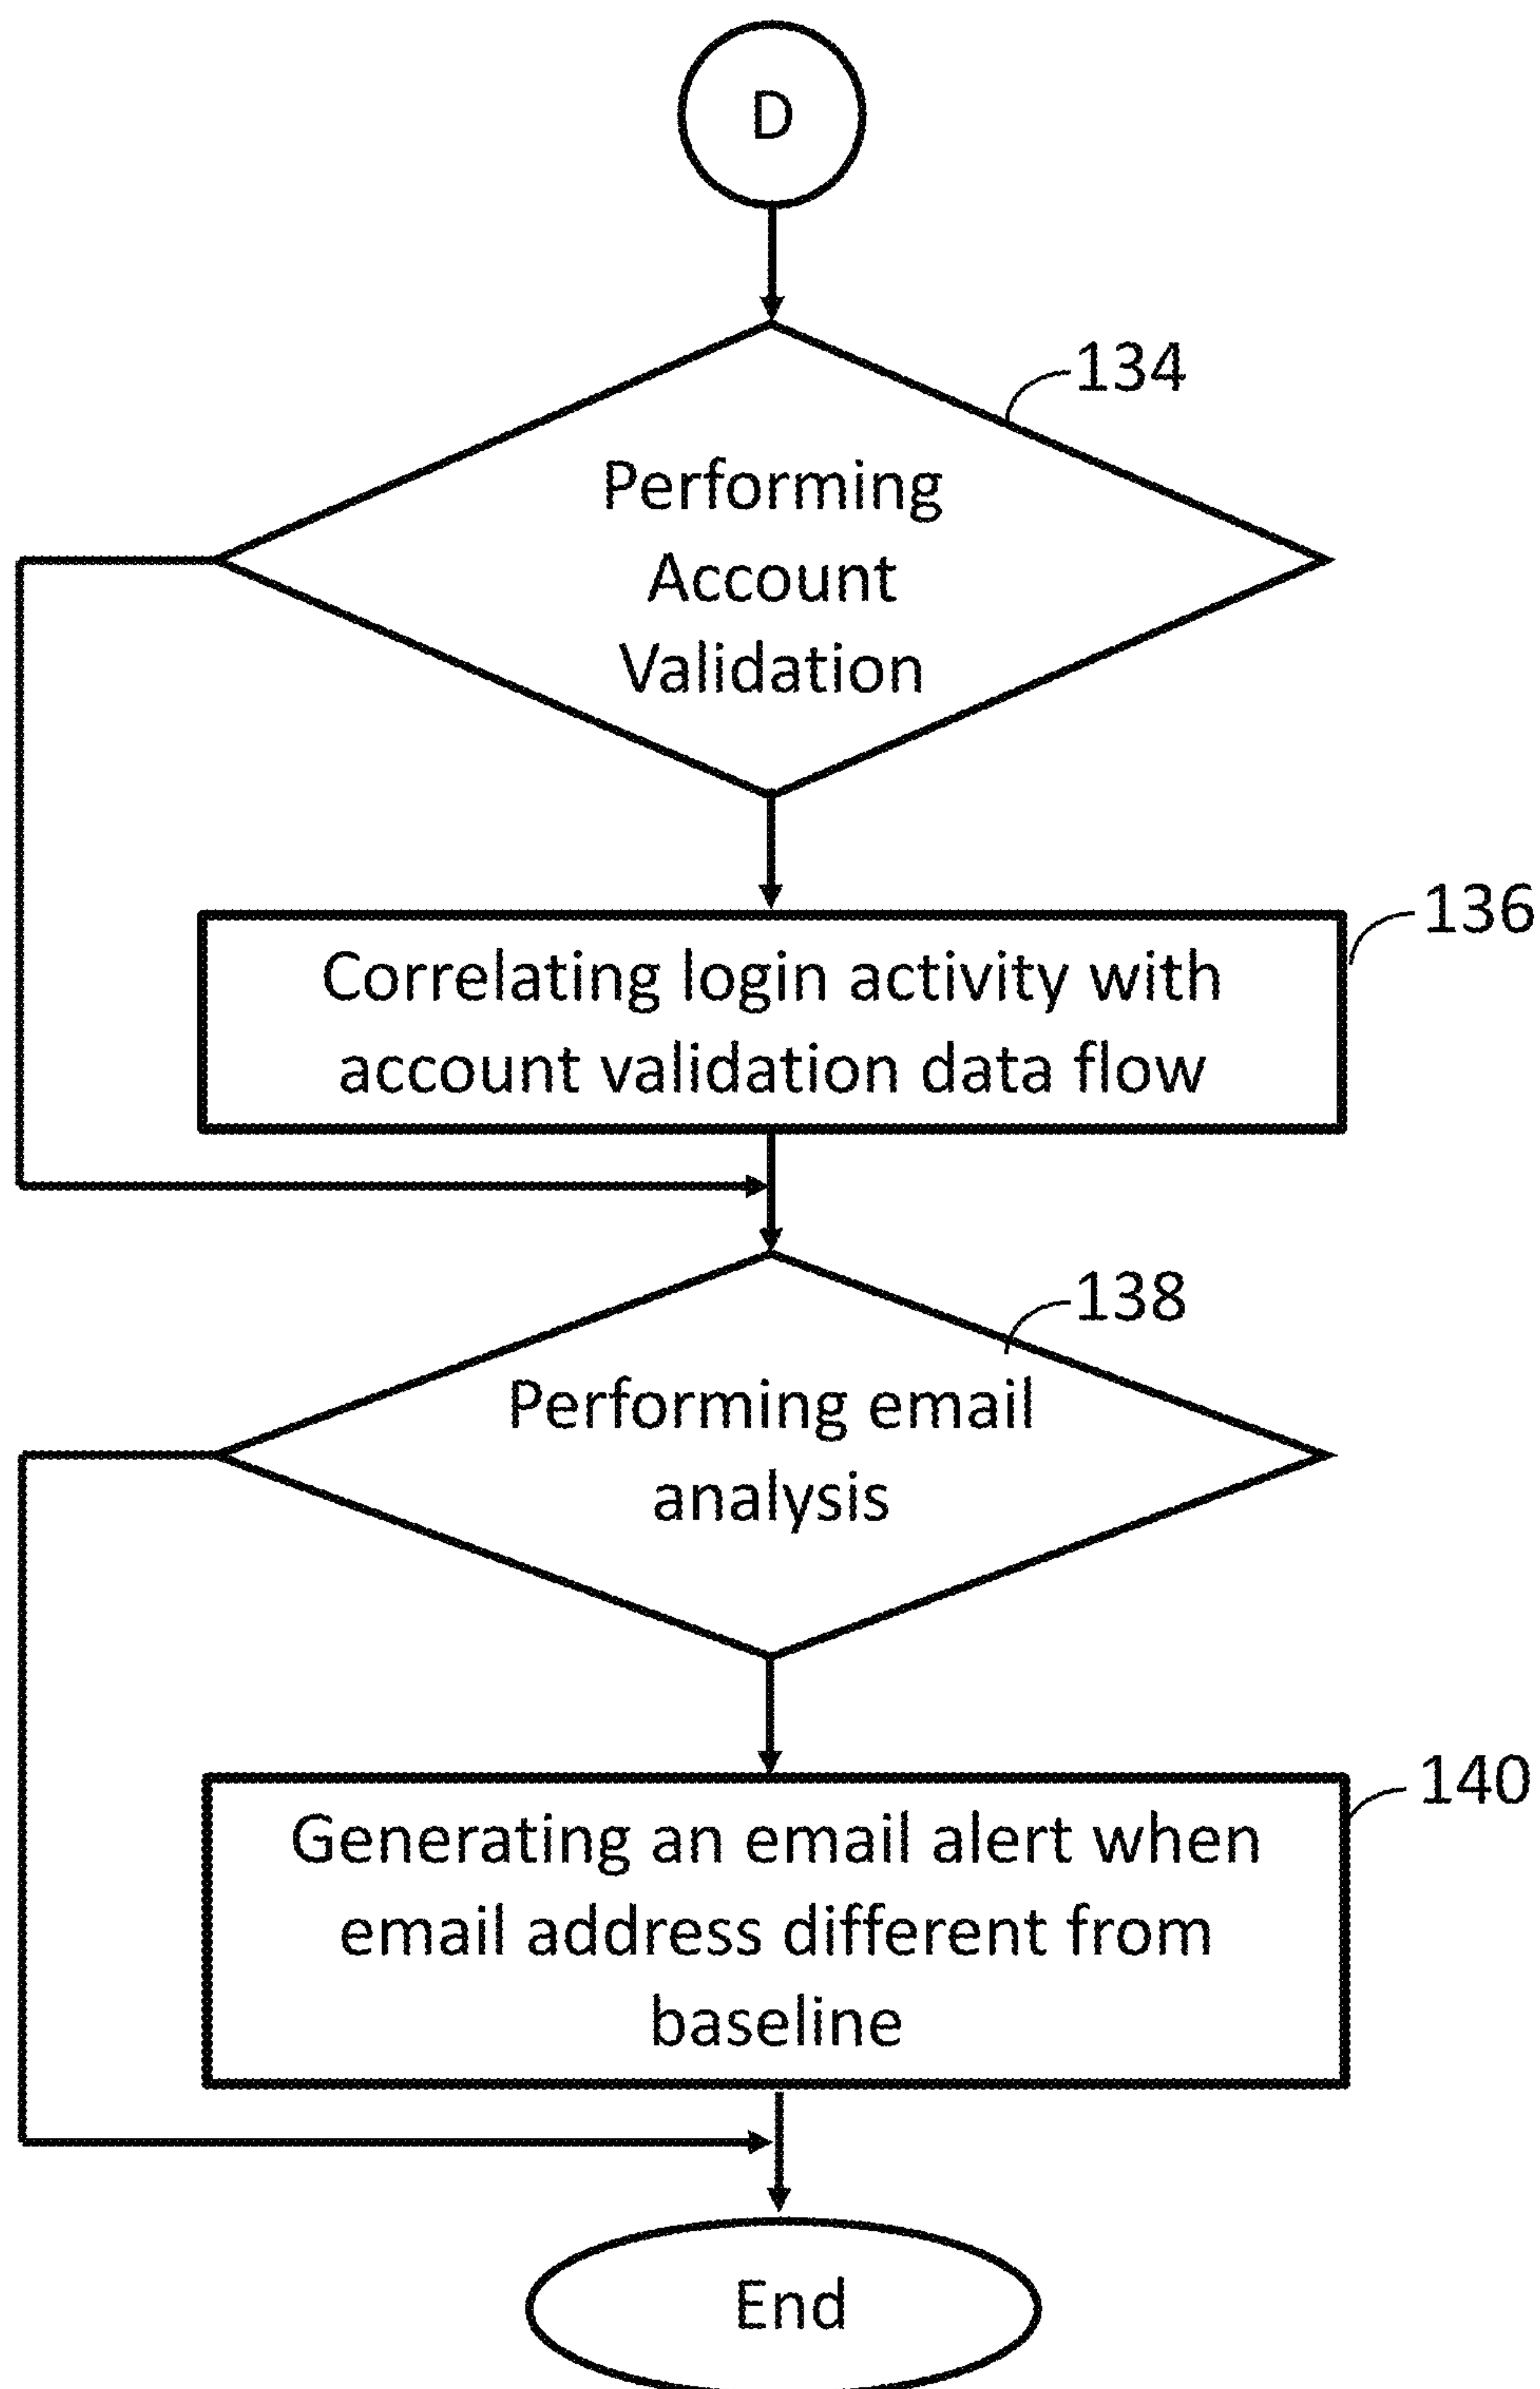 D
134
Performing
Account
Validation
136
Correlating login activity with
account validation data flow
138
Performing email
analysis
140
Generating an email alert when
email address different from
baseline
End